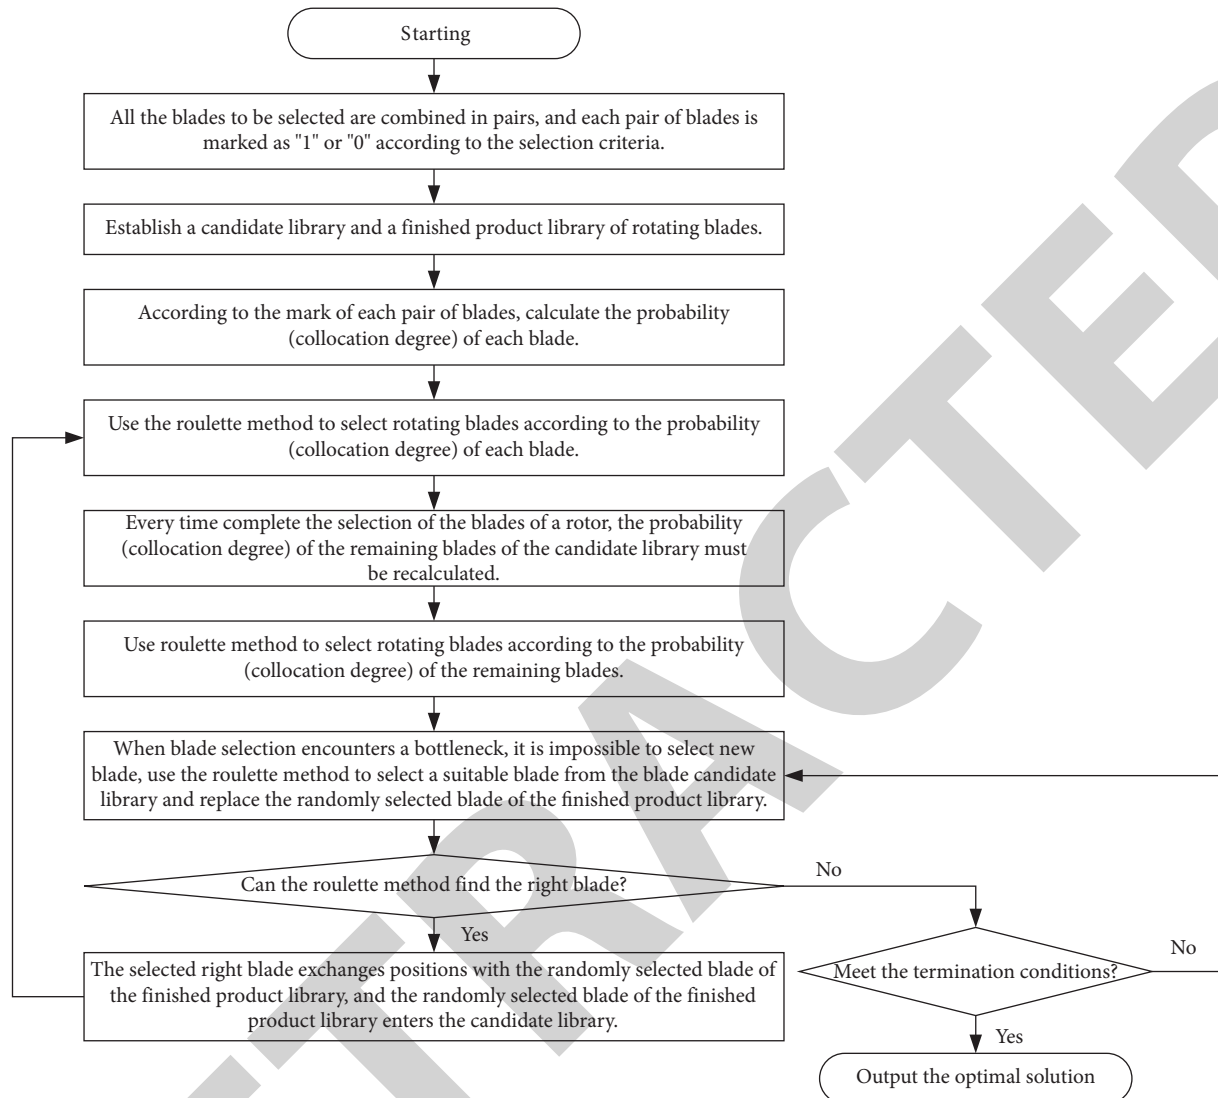 Starting
All the blades to be selected are combined in pairs, and each pair of blades is
marked as "1" or "0" according to the selection criteria.
Establish a candidate library and a finished product library of rotating blades.
According to the mark of each pair of blades, calculate the probability
(collocation degree) of each blade.
Use the roulette method to select rotating blades according to the probability
(collocation degree) of each blade.
Every time complete the selection of the blades of a rotor, the probability
(collocation degree) of the remaining blades of the candidate library must
be recalculated.
Use roulette method to select rotating blades according to the probability
(collocation degree) of the remaining blades.
When blade selection encounters a bottleneck, it is impossible to select new
blade, use the roulette method to select a suitable blade from the blade candidate
library and replace the randomly selected blade of the finished product library.
Can the roulette method find the right blade?
No
Yes
The selected right blade exchanges positions with the randomly selected blade of
the finished product library, and the randomly selected blade of the finished
product library enters the candidate library.
Meet the termination conditions?
No
Yes
Output the optimal solution
TRACTE